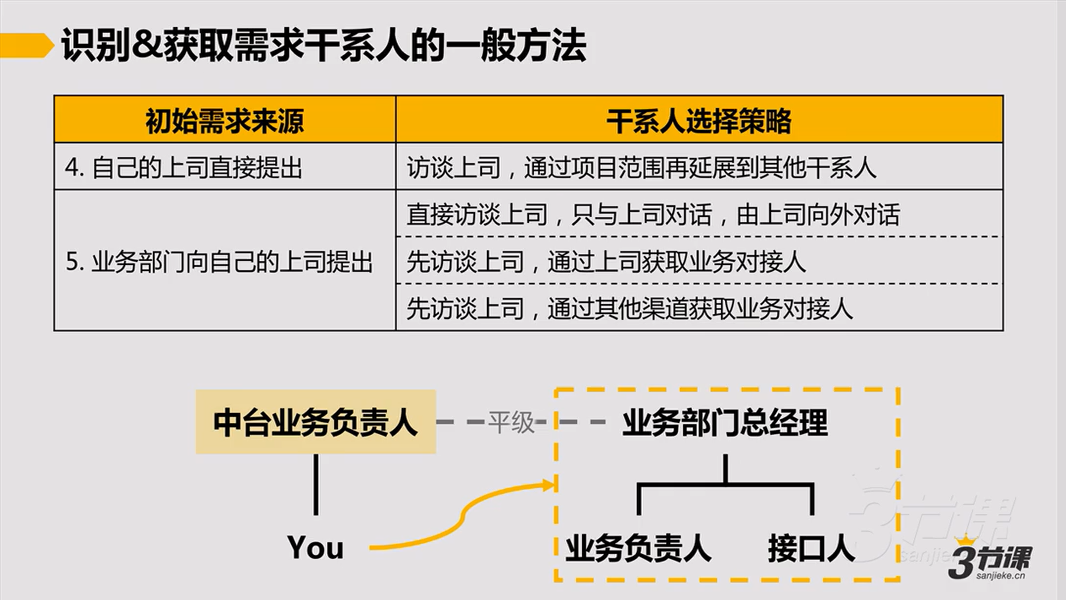 识别&获取需求干系人的一般方法
初始需求来源
干系人选择策略
4. 自己的上司直接提出
访谈上司，通过项目范围再延展到其他干系人
5. 业务部门向自己的上司提出
直接访谈上司，只与上司对话，由上司向外对话
先访谈上司，通过上司获取业务对接人
先访谈上司，通过其他渠道获取业务对接人
中台业务负责人
平级
业务部门总经理
You
业务负责人
接口人
3节课
sanjieke.cn